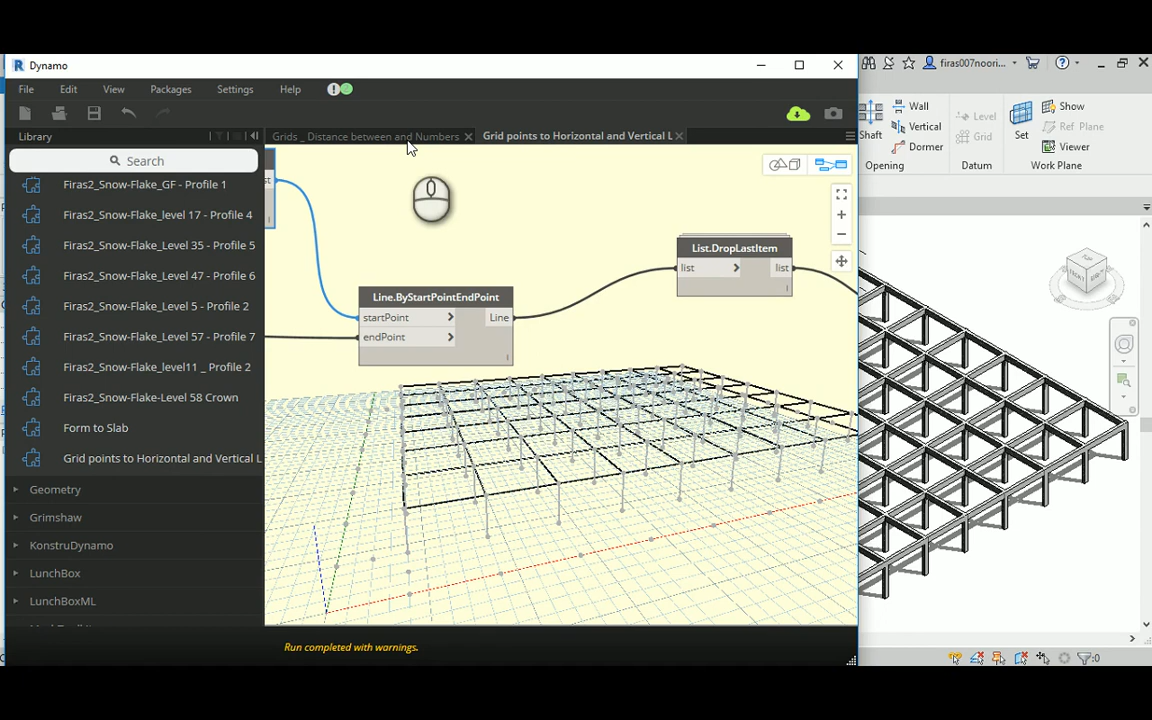 Dynamo
File Edit View Packages Settings Help
Library
Search
Firas2_Snow-Flake_GF - Profile 1
Firas2_Snow-Flake_level 17 - Profile 4
Firas2_Snow-Flake_Level 35 - Profile 5
Firas2_Snow-Flake_Level 47 - Profile 6
Firas2_Snow-Flake_Level 5 - Profile 2
Firas2_Snow-Flake_Level 57 - Profile 7
Firas2_Snow-Flake_level11 _ Profile 2
Firas2_Snow-Flake-Level 58 Crown
Form to Slab
Grid points to Horizontal and Vertical L
Geometry
Grimshaw
KonstruDynamo
LunchBox
LunchBoxML
Grids _ Distance between and Numbers
Grid points to Horizontal and Vertical L
st
Line.ByStartPointEndPoint
startPoint > Line
endPoint >
List.DropLastItem
list > list
Run completed with warnings.
firas007noori...
Shaft
Wall
Vertical
Dormer
Opening
Level
Grid
Datum
Set
Show
Ref Plane
Viewer
Work Plane
FRONT
:0